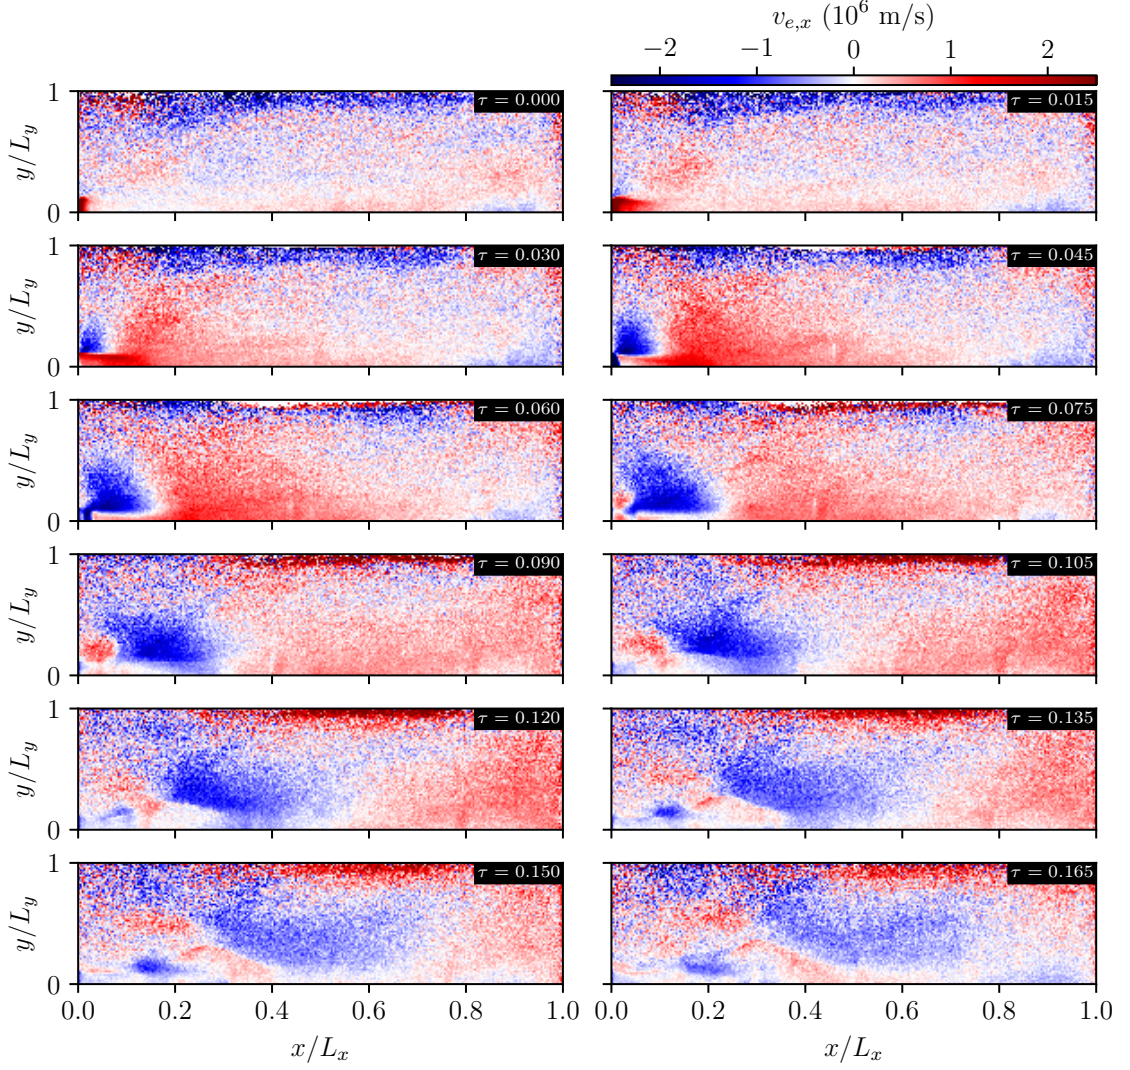 v_{e,x} (10^6 m/s)
−2 −1 0 1 2
1 τ = 0.000 τ = 0.015
y/L_y
0
1 τ = 0.030 τ = 0.045
y/L_y
0
1 τ = 0.060 τ = 0.075
y/L_y
0
1 τ = 0.090 τ = 0.105
y/L_y
0
1 τ = 0.120 τ = 0.135
y/L_y
0
1 τ = 0.150 τ = 0.165
y/L_y
0
0.0 0.2 0.4 0.6 0.8 1.0 0.0 0.2 0.4 0.6 0.8 1.0
x/L_x x/L_x